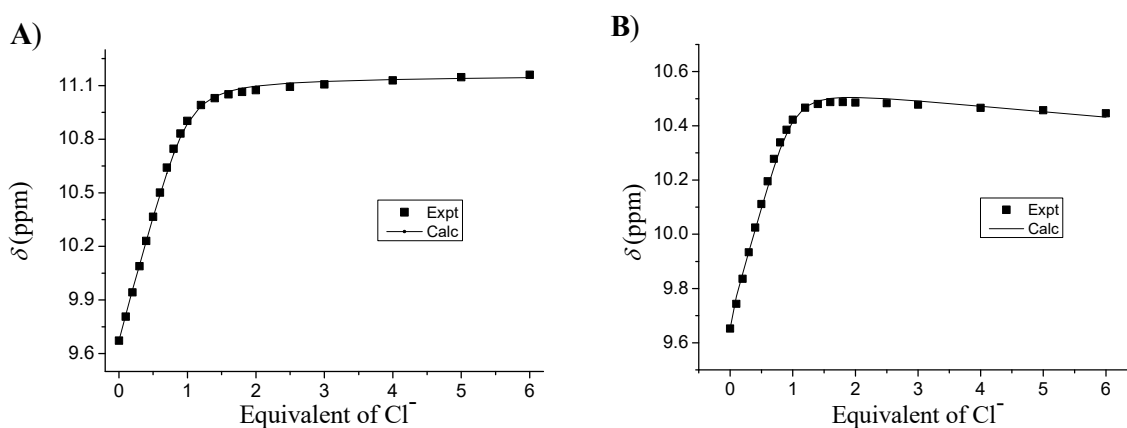 A)
11.1
10.8
10.5
10.2
9.9
9.6
δ (ppm)
Expt
Calc
0 1 2 3 4 5 6
Equivalent of Cl⁻
B)
10.6
10.4
10.2
10.0
9.8
9.6
δ (ppm)
Expt
Calc
0 1 2 3 4 5 6
Equivalent of Cl⁻